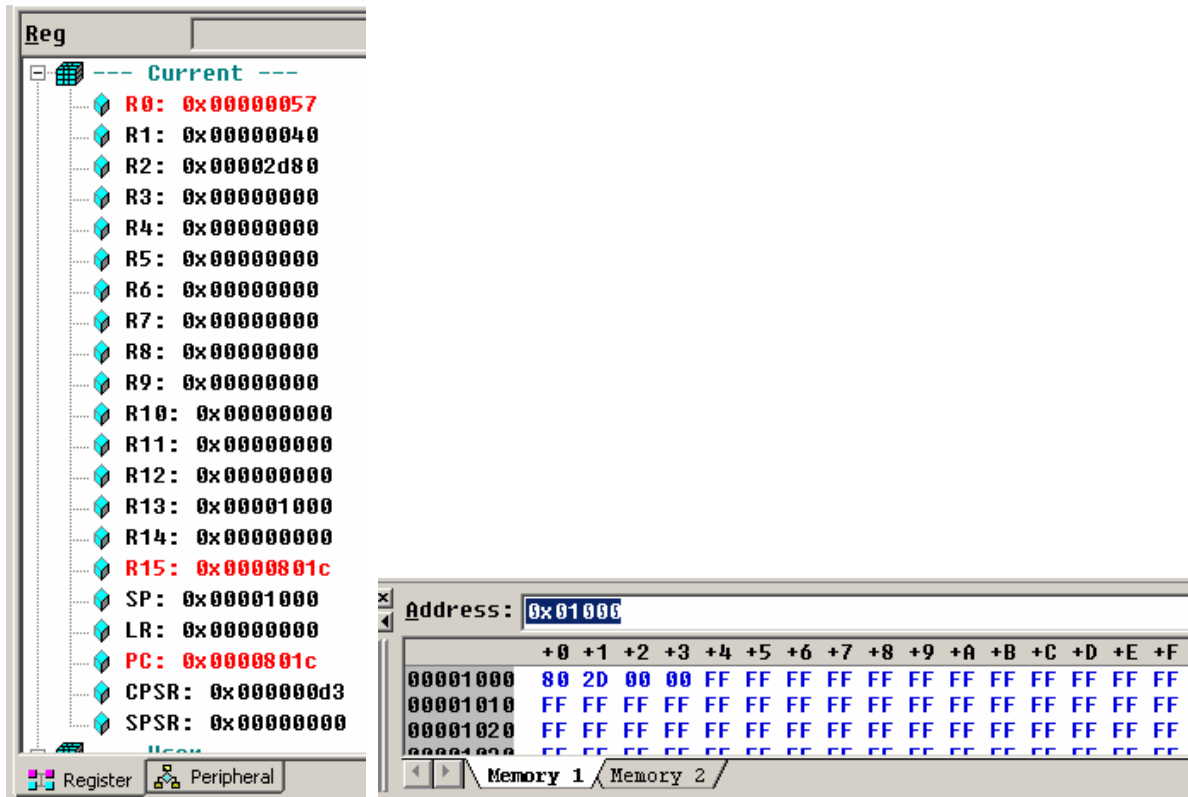 Reg
--- Current ---
R0: 0x00000057
R1: 0x00000040
R2: 0x00002d80
R3: 0x00000000
R4: 0x00000000
R5: 0x00000000
R6: 0x00000000
R7: 0x00000000
R8: 0x00000000
R9: 0x00000000
R10: 0x00000000
R11: 0x00000000
R12: 0x00000000
R13: 0x00001000
R14: 0x00000000
R15: 0x0000801c
SP: 0x00001000
LR: 0x00000000
PC: 0x0000801c
CPSR: 0x000000d3
SPSR: 0x00000000
Register Peripheral
Address: 0x01000
+0 +1 +2 +3 +4 +5 +6 +7 +8 +9 +A +B +C +D +E +F
00001000 80 2D 00 00 FF FF FF FF FF FF FF FF FF FF FF FF
00001010 FF FF FF FF FF FF FF FF FF FF FF FF FF FF FF FF
00001020 FF FF FF FF FF FF FF FF FF FF FF FF FF FF FF FF
Memory 1 Memory 2